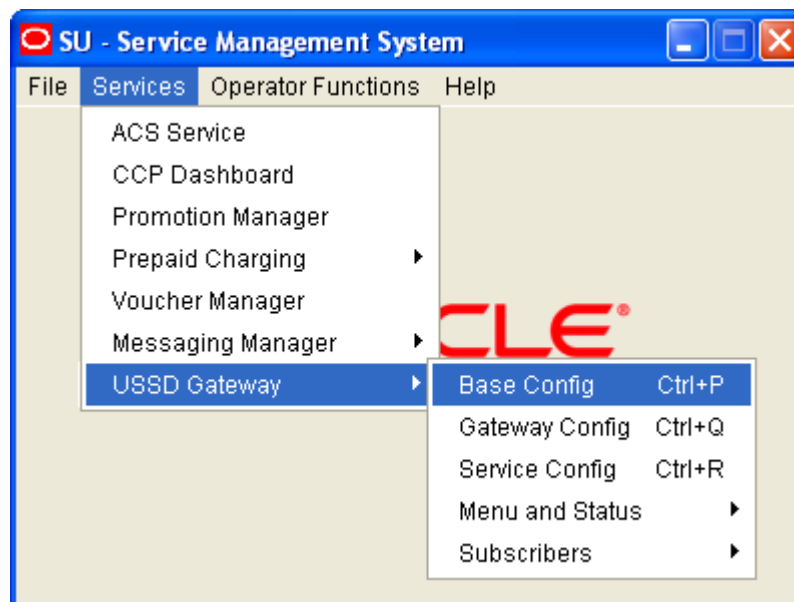 SU - Service Management System
File Services Operator Functions Help
ACS Service
CCP Dashboard
Promotion Manager
Prepaid Charging
Voucher Manager
Messaging Manager
USSD Gateway
CLE®
Base Config Ctrl+P
Gateway Config Ctrl+Q
Service Config Ctrl+R
Menu and Status
Subscribers